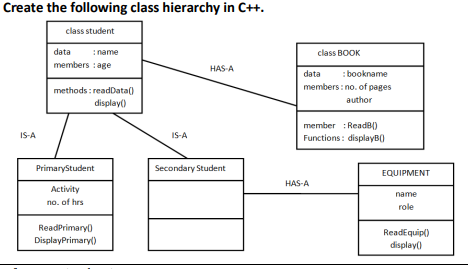 Create the following class hierarchy in C++.
class student
data : name
members : age
methods : readData()
display()
HAS-A
class BOOK
data : bookname
members : no. of pages
author
member : ReadB()
Functions : displayB()
IS-A
IS-A
PrimaryStudent
Activity
no. of hrs
ReadPrimary()
DisplayPrimary()
Secondary Student
HAS-A
EQUIPMENT
name
role
ReadEquip()
display()